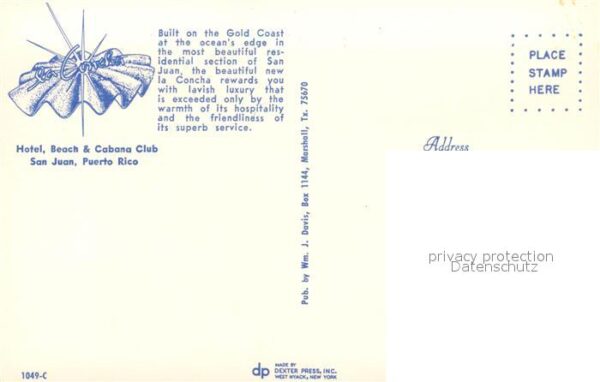 La Concha
Built on the Gold Coast
at the ocean's edge in
the most beautiful res-
idential section of San
Juan, the beautiful new
la Concha rewards you
with lavish luxury that
is exceeded only by the
warmth of its hospitality
and the friendliness of
its superb service.
Hotel, Beach & Cabana Club
San Juan, Puerto Rico
Pub. by Wm. J. Davis, Box 1144, Marshall, Tx. 75670
PLACE
STAMP
HERE
Address
privacy protection
Datenschutz
1049-C
dp
MADE BY
DEXTER PRESS, INC.
WEST NYACK, NEW YORK